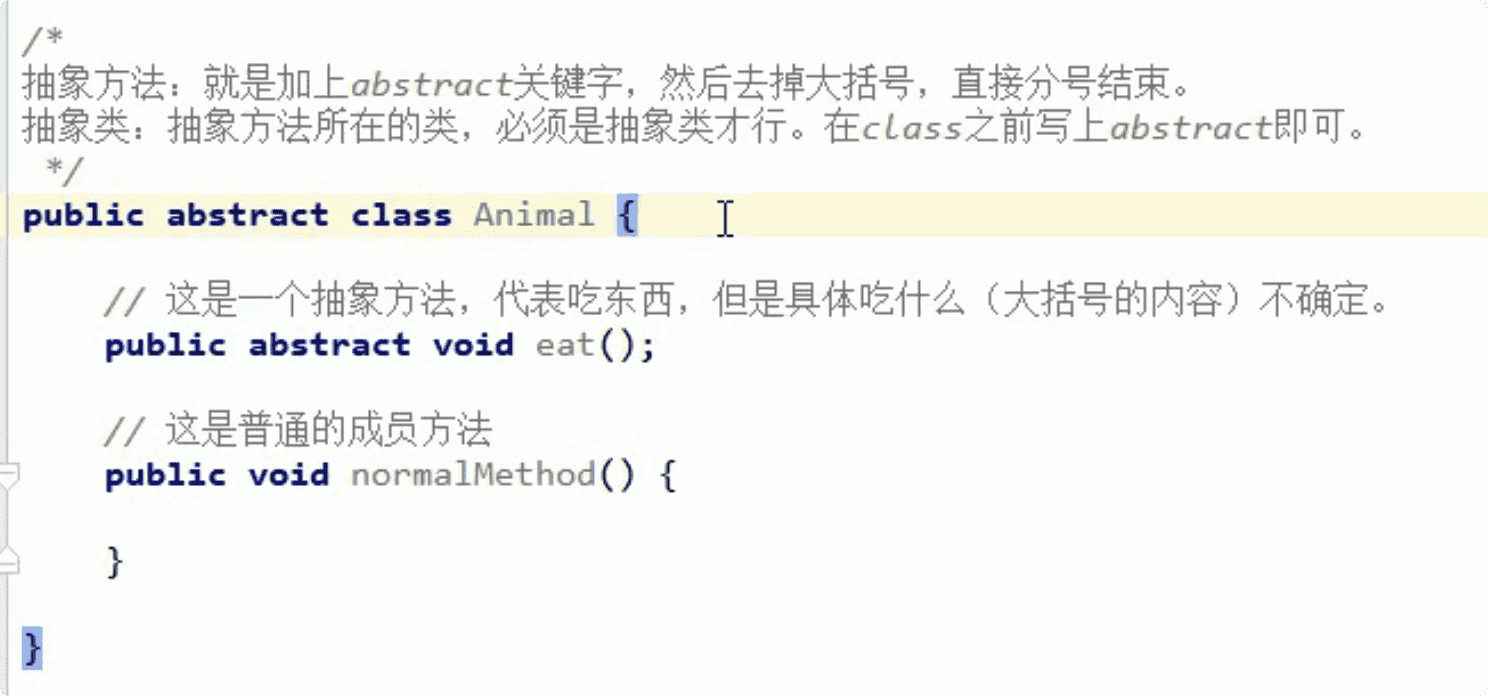 /*
抽象方法：就是加上abstract关键字，然后去掉大括号，直接分号结束。
抽象类：抽象方法所在的类，必须是抽象类才行。在class之前写上abstract即可。
*/
public abstract class Animal {
// 这是一个抽象方法，代表吃东西，但是具体吃什么（大括号的内容）不确定。
public abstract void eat();
// 这是普通的成员方法
public void normalMethod() {
}
}